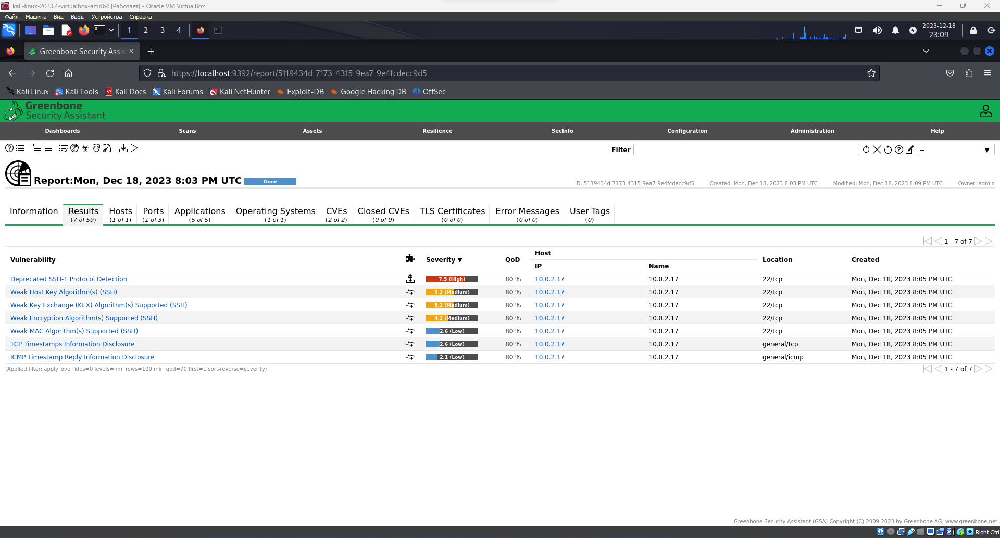 kali-linux-2023.4-virtualbox-amd64 [Работает] - Oracle VM VirtualBox
Файл Машина Вид Ввод Устройства Справка
1 2 3 4
2023-12-18
23:09
Greenbone Security Assis
https://localhost:9392/report/5119434d-7173-4315-9ea7-9e4fcdecc9d5
Kali Linux Kali Tools Kali Docs Kali Forums Kali NetHunter Exploit-DB Google Hacking DB OffSec
Greenbone
Security Assistant
Dashboards Scans Assets Resilience SecInfo Configuration Administration Help
Filter --
Report:Mon, Dec 18, 2023 8:03 PM UTC Done
ID: 5119434d-7173-4315-9ea7-9e4fcdecc9d5 Created: Mon, Dec 18, 2023 8:03 PM UTC Modified: Mon, Dec 18, 2023 8:09 PM UTC Owner: admin
Information Results Hosts Ports Applications Operating Systems CVEs Closed CVEs TLS Certificates Error Messages User Tags
(7 of 59) (1 of 1) (1 of 3) (5 of 5) (1 of 1) (2 of 2) (0 of 0) (0 of 0) (0 of 0) (0)
1 - 7 of 7
Vulnerability Severity ▼ QoD Host Location Created
IP Name
Deprecated SSH-1 Protocol Detection 7.5 (High) 80 % 10.0.2.17 10.0.2.17 22/tcp Mon, Dec 18, 2023 8:05 PM UTC
Weak Host Key Algorithm(s) (SSH) 5.3 (Medium) 80 % 10.0.2.17 10.0.2.17 22/tcp Mon, Dec 18, 2023 8:05 PM UTC
Weak Key Exchange (KEX) Algorithm(s) Supported (SSH) 5.3 (Medium) 80 % 10.0.2.17 10.0.2.17 22/tcp Mon, Dec 18, 2023 8:05 PM UTC
Weak Encryption Algorithm(s) Supported (SSH) 4.3 (Medium) 80 % 10.0.2.17 10.0.2.17 22/tcp Mon, Dec 18, 2023 8:05 PM UTC
Weak MAC Algorithm(s) Supported (SSH) 2.6 (Low) 80 % 10.0.2.17 10.0.2.17 22/tcp Mon, Dec 18, 2023 8:05 PM UTC
TCP Timestamps Information Disclosure 2.6 (Low) 80 % 10.0.2.17 10.0.2.17 general/tcp Mon, Dec 18, 2023 8:05 PM UTC
ICMP Timestamp Reply Information Disclosure 2.1 (Low) 80 % 10.0.2.17 10.0.2.17 general/icmp Mon, Dec 18, 2023 8:05 PM UTC
(Applied filter: apply_overrides=0 levels=hml rows=100 min_qod=70 first=1 sort-reverse=severity)
1 - 7 of 7
Greenbone Security Assistant (GSA) Copyright (C) 2009-2023 by Greenbone AG, www.greenbone.net
Right Ctrl